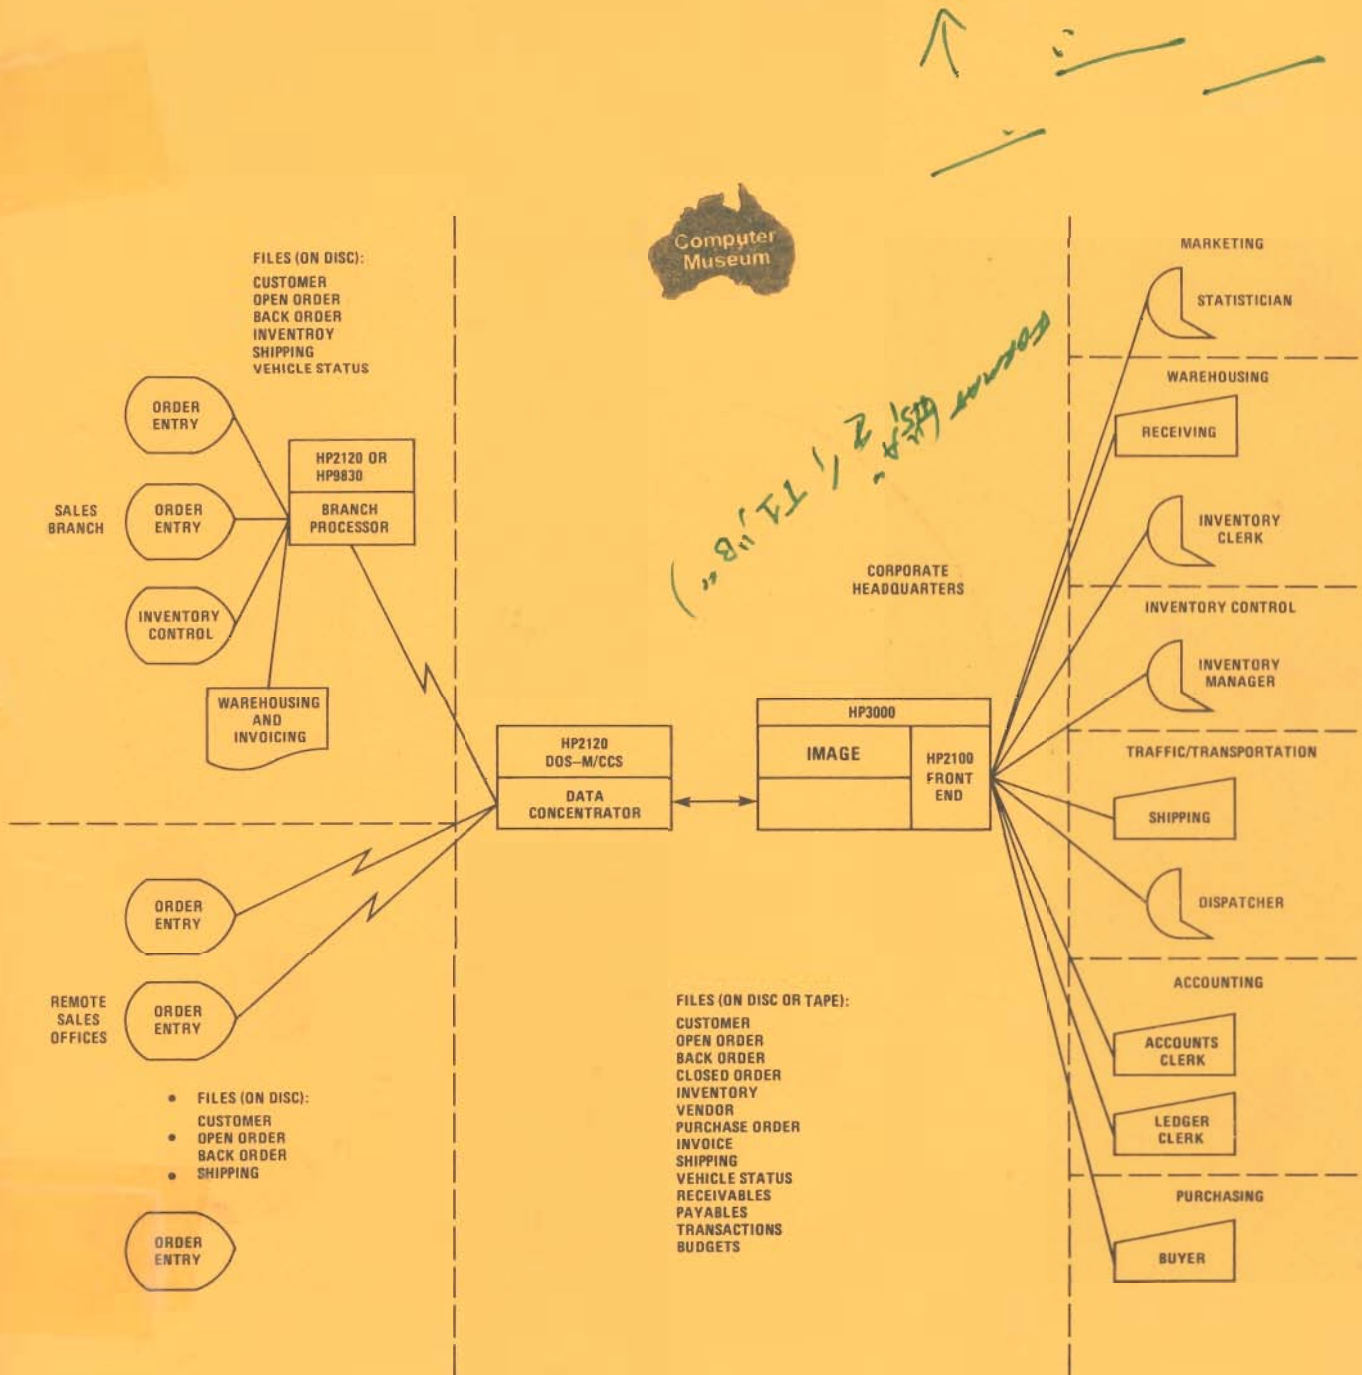 Computer
Museum
FILES (ON DISC):
CUSTOMER
OPEN ORDER
BACK ORDER
INVENTROY
SHIPPING
VEHICLE STATUS
ORDER
ENTRY
HP2120 OR
HP9830
BRANCH
PROCESSOR
SALES
BRANCH
ORDER
ENTRY
INVENTORY
CONTROL
WAREHOUSING
AND
INVOICING
ORDER
ENTRY
REMOTE
SALES
OFFICES
ORDER
ENTRY
• FILES (ON DISC):
CUSTOMER
• OPEN ORDER
BACK ORDER
• SHIPPING
ORDER
ENTRY
HP2120
DOS–M/CCS
DATA
CONCENTRATOR
CORPORATE
HEADQUARTERS
HP3000
IMAGE
HP2100
FRONT
END
FILES (ON DISC OR TAPE):
CUSTOMER
OPEN ORDER
BACK ORDER
CLOSED ORDER
INVENTORY
VENDOR
PURCHASE ORDER
INVOICE
SHIPPING
VEHICLE STATUS
RECEIVABLES
PAYABLES
TRANSACTIONS
BUDGETS
MARKETING
STATISTICIAN
WAREHOUSING
RECEIVING
INVENTORY
CLERK
INVENTORY CONTROL
INVENTORY
MANAGER
TRAFFIC/TRANSPORTATION
SHIPPING
DISPATCHER
ACCOUNTING
ACCOUNTS
CLERK
LEDGER
CLERK
PURCHASING
BUYER
FORMAT